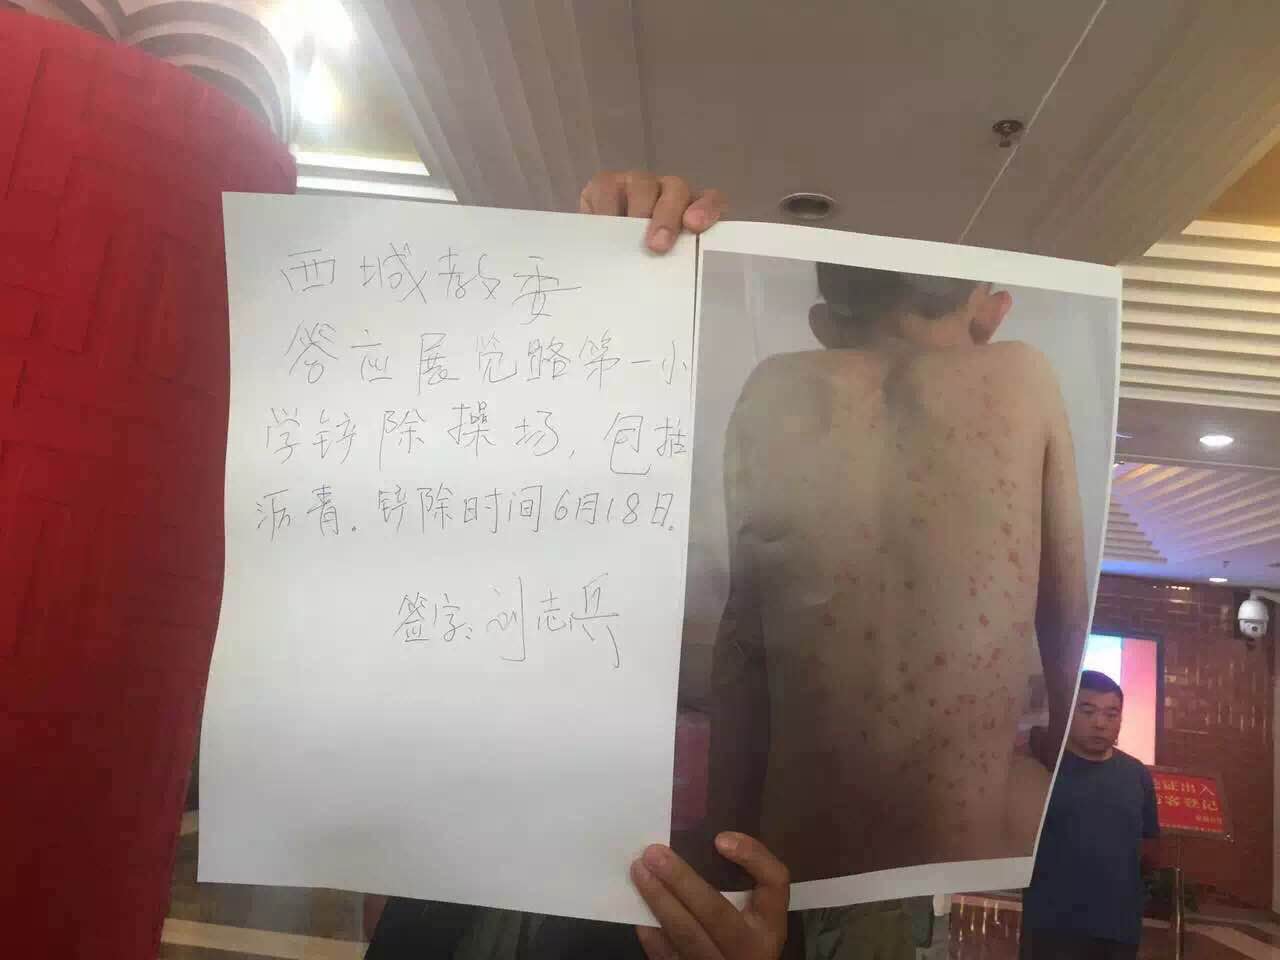 西城教委
答应展览路第一小
学铲除操场,包括
沥青.铲除时间6月18日.
签字:刘志兵
证出入
客登记